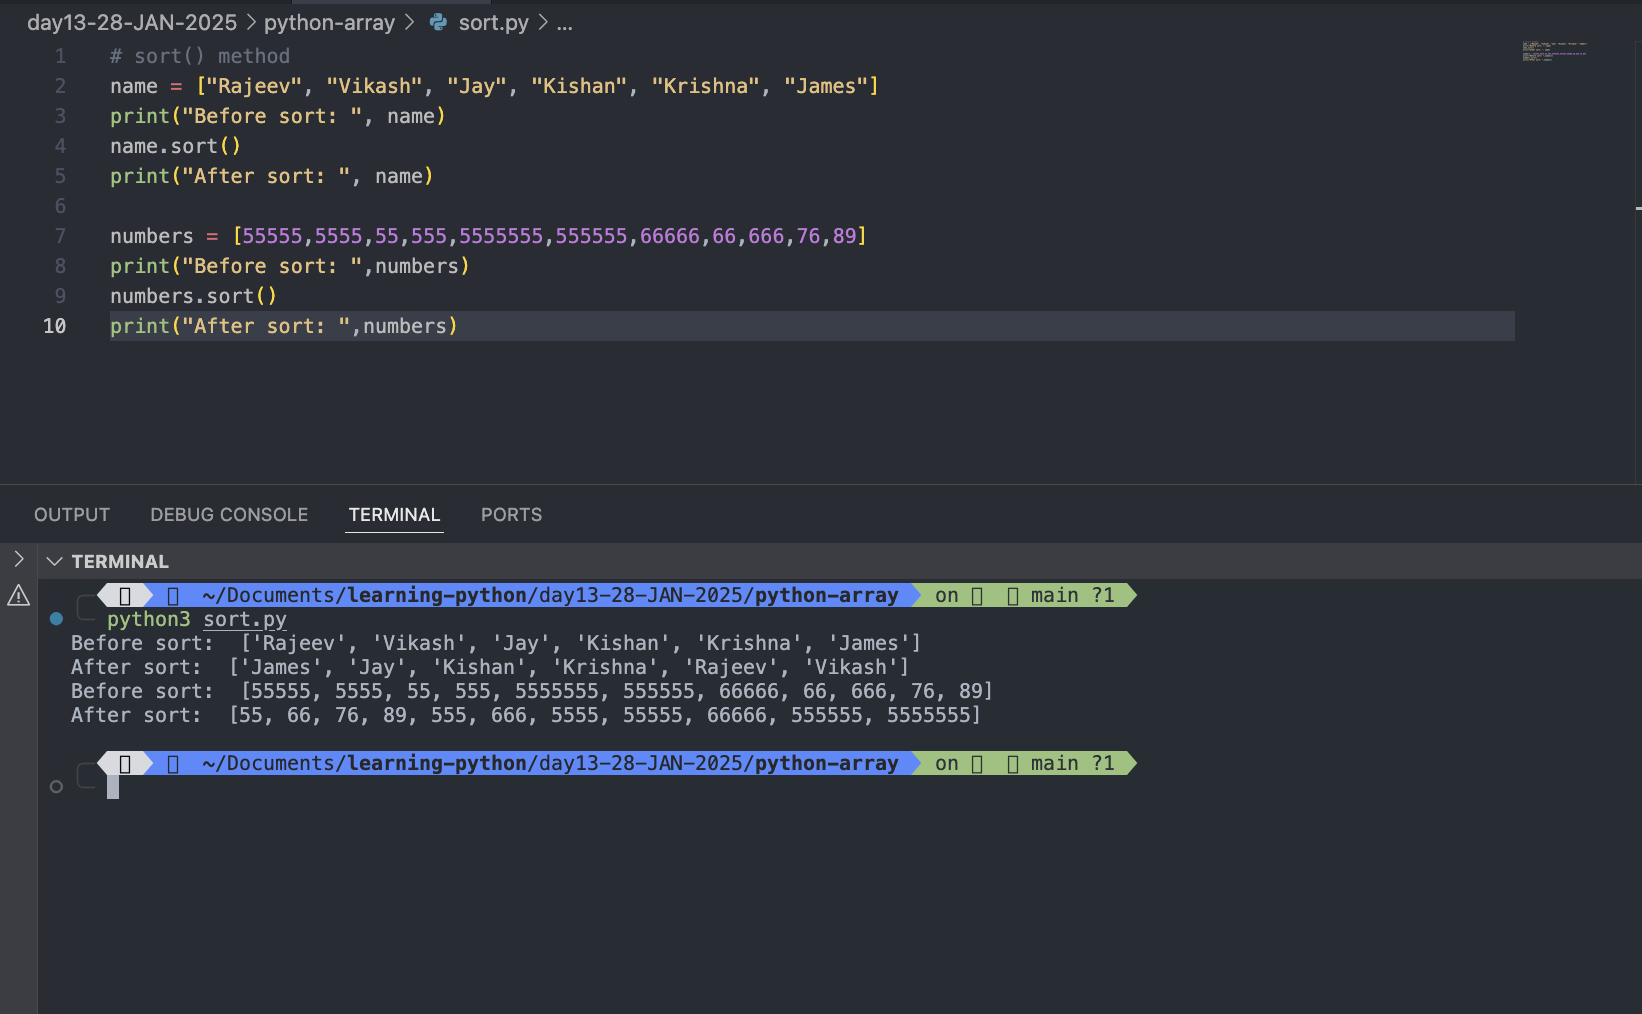 day13-28-JAN-2025 > python-array > sort.py > ...
1 # sort() method
2 name = ["Rajeev", "Vikash", "Jay", "Kishan", "Krishna", "James"]
3 print("Before sort: ", name)
4 name.sort()
5 print("After sort: ", name)
6
7 numbers = [55555,5555,55,555,5555555,555555,66666,66,666,76,89]
8 print("Before sort: ",numbers)
9 numbers.sort()
10 print("After sort: ",numbers)
OUTPUT DEBUG CONSOLE TERMINAL PORTS
TERMINAL
~/Documents/learning-python/day13-28-JAN-2025/python-array on main ?1
python3 sort.py
Before sort:  ['Rajeev', 'Vikash', 'Jay', 'Kishan', 'Krishna', 'James']
After sort:  ['James', 'Jay', 'Kishan', 'Krishna', 'Rajeev', 'Vikash']
Before sort:  [55555, 5555, 55, 555, 5555555, 555555, 66666, 66, 666, 76, 89]
After sort:  [55, 66, 76, 89, 555, 666, 5555, 55555, 66666, 555555, 5555555]
~/Documents/learning-python/day13-28-JAN-2025/python-array on main ?1